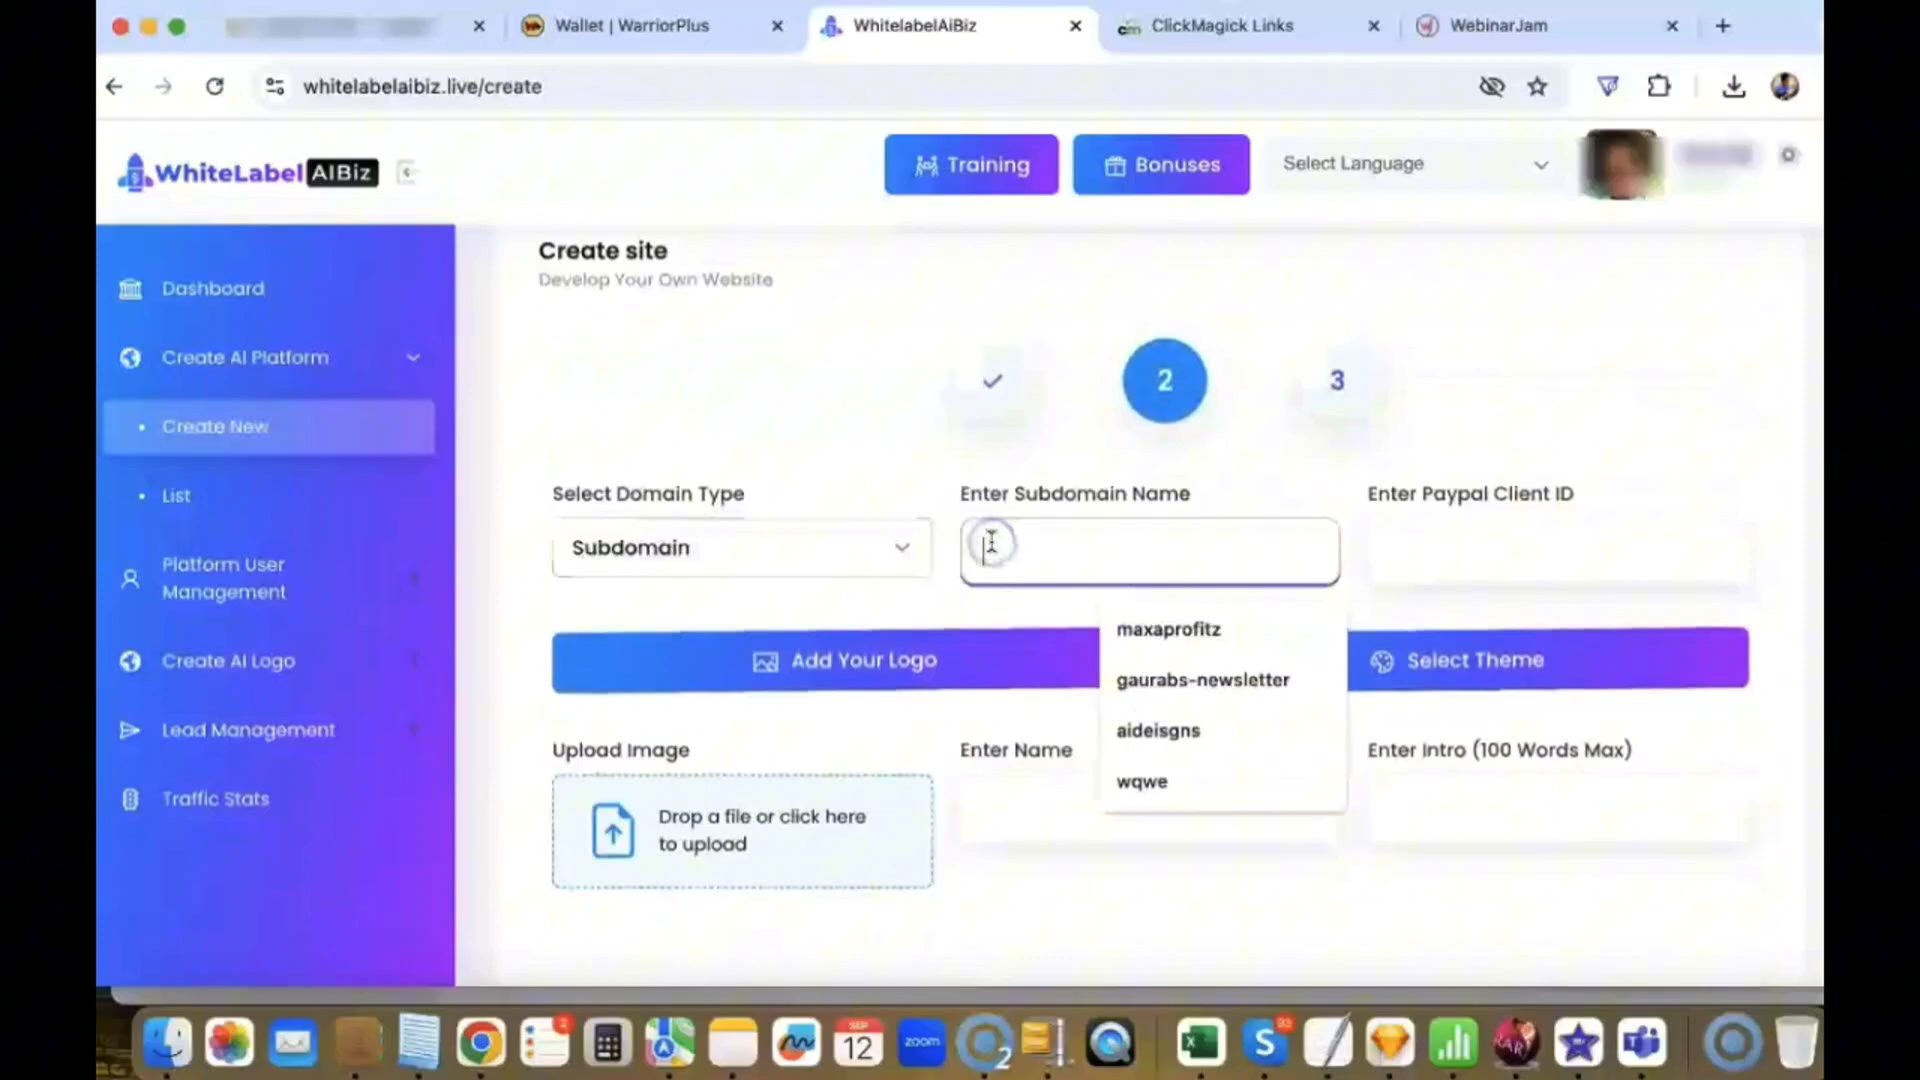 Wallet | WarriorPlus
WhitelabelAiBiz
cm
ClickMagick Links
WebinarJam
whitelabelaibiz.live/create
WhiteLabel AIBiz
Training
Bonuses
Select Language
Dashboard
Create AI Platform
Create New
List
Platform User
Management
Create AI Logo
Lead Management
Traffic Stats
Create site
Develop Your Own Website
2
3
Select Domain Type
Enter Subdomain Name
Enter Paypal Client ID
Subdomain
maxaprofitz
gaurabs-newsletter
aideisgns
wqwe
Add Your Logo
Select Theme
Upload Image
Enter Name
Enter Intro (100 Words Max)
Drop a file or click here
to upload
SEP
12
zoom
2